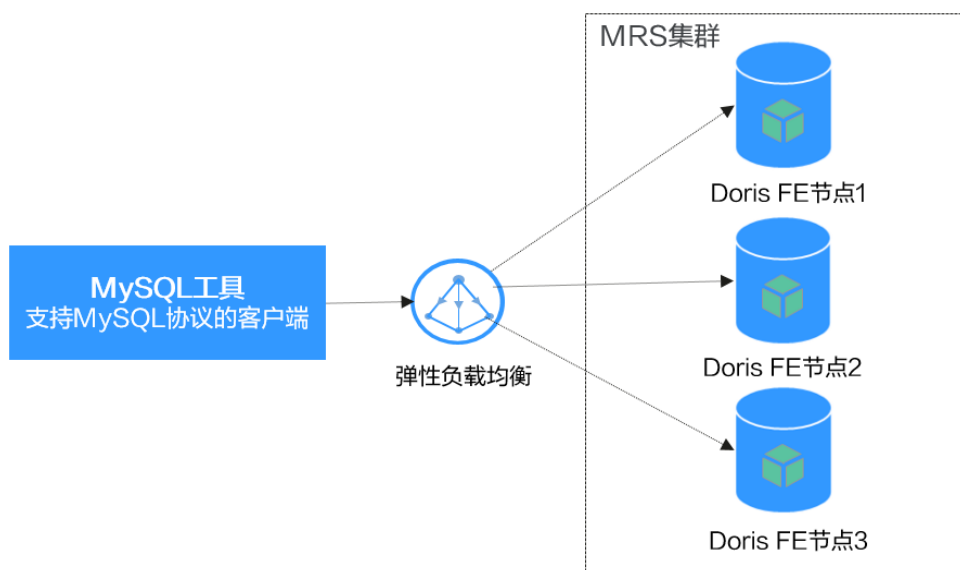 MRS集群
Doris FE节点1
MySQL工具
支持MySQL协议的客户端
弹性负载均衡
Doris FE节点2
Doris FE节点3